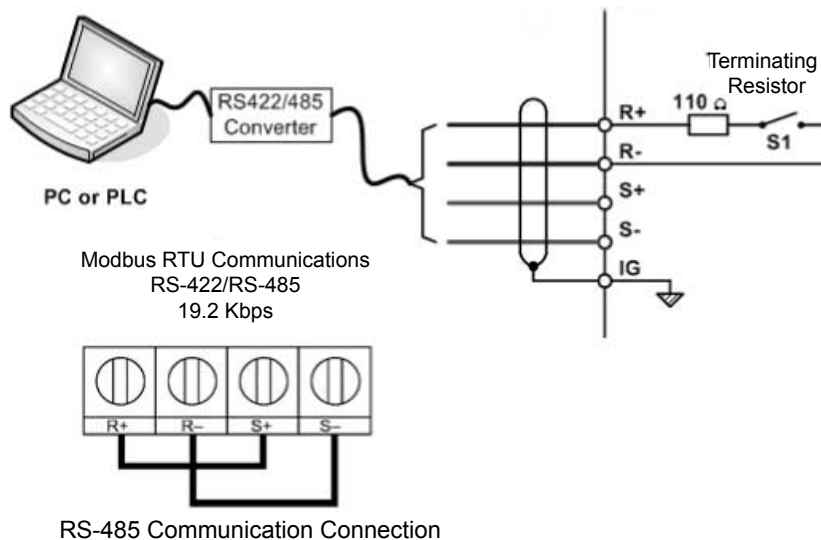 Terminating
Resistor
RS422/485
Converter
R+
110 Ω
S1
R-
PC or PLC
S+
S-
IG
Modbus RTU Communications
RS-422/RS-485
19.2 Kbps
R+ R– S+ S–
RS-485 Communication Connection